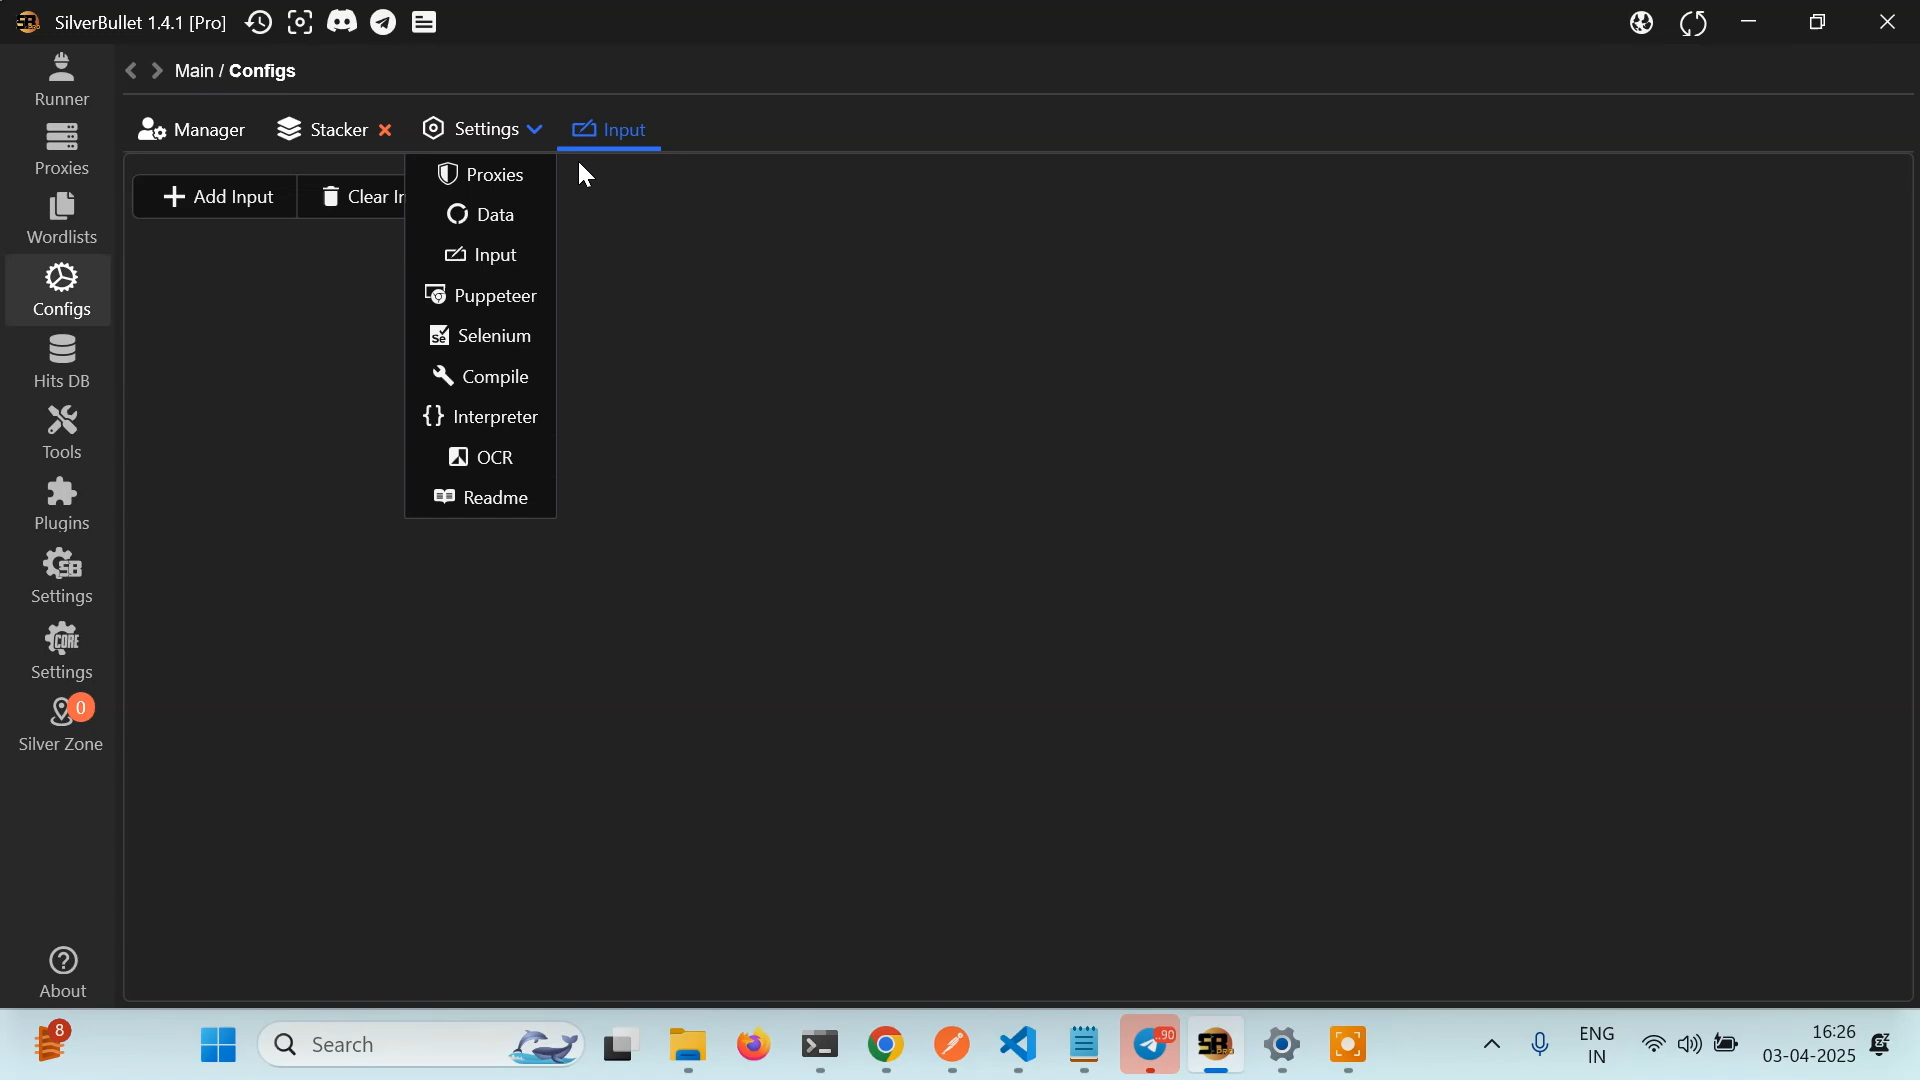 SilverBullet 1.4.1 [Pro]
Main / Configs
Runner
Proxies
Wordlists
Configs
Hits DB
Tools
Plugins
Settings
Settings
Silver Zone
0
About
Manager
Stacker
Settings
Input
Add Input
Clear In
Proxies
Data
Input
Puppeteer
Selenium
Compile
Interpreter
OCR
Readme
8
Search
90
ENG
IN
16:26
03-04-2025